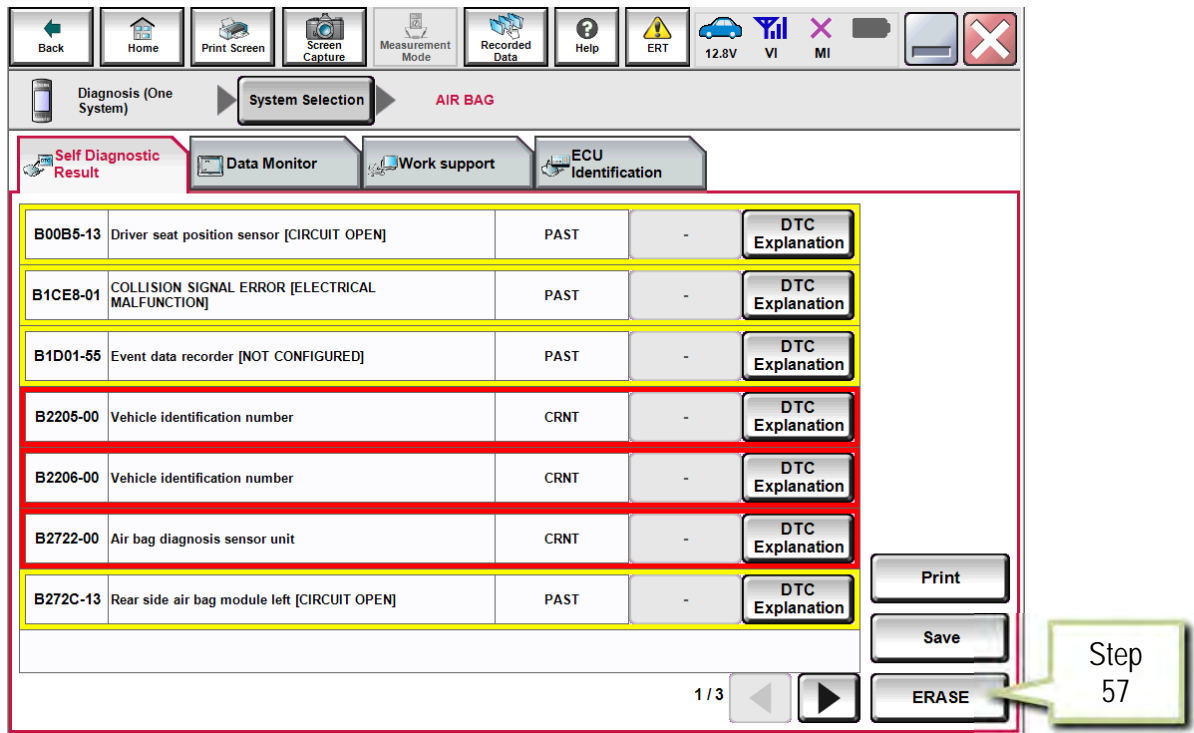 Back
Home
Print Screen
Screen
Capture
Measurement
Mode
Recorded
Data
Help
ERT
12.8V
VI
MI
Diagnosis (One
System)
System Selection
AIR BAG
Self Diagnostic
Result
Data Monitor
Work support
ECU
Identification
B00B5-13 Driver seat position sensor [CIRCUIT OPEN] PAST - DTC
Explanation
B1CE8-01 COLLISION SIGNAL ERROR [ELECTRICAL
MALFUNCTION] PAST - DTC
Explanation
B1D01-55 Event data recorder [NOT CONFIGURED] PAST - DTC
Explanation
B2205-00 Vehicle identification number CRNT - DTC
Explanation
B2206-00 Vehicle identification number CRNT - DTC
Explanation
B2722-00 Air bag diagnosis sensor unit CRNT - DTC
Explanation
B272C-13 Rear side air bag module left [CIRCUIT OPEN] PAST - DTC
Explanation
Print
Save
1 / 3
ERASE
Step
57